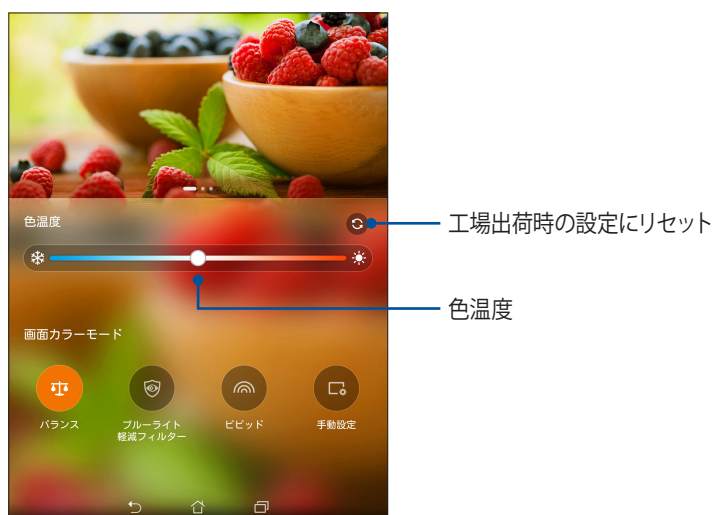 色温度
工場出荷時の設定にリセット
色温度
画面カラーモード
バランス
ブルーライト
軽減フィルター
ビビッド
手動設定